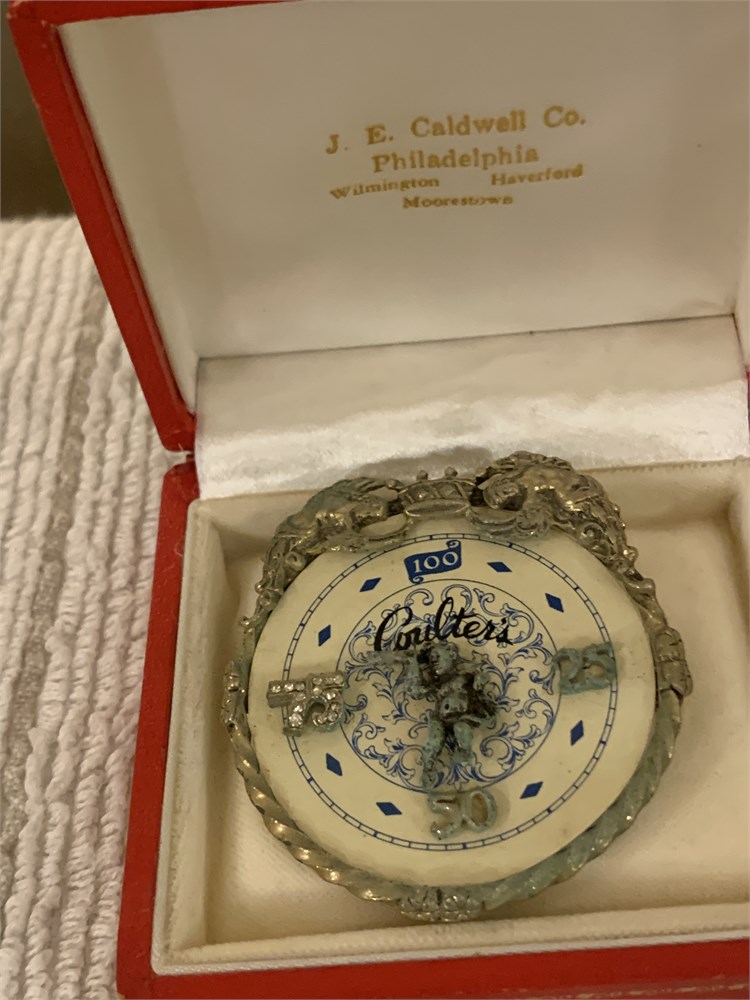 J. E. Caldwell Co.
Philadelphia
Wilmington Haverford
Moorestown
100
Coulter's
75
25
50